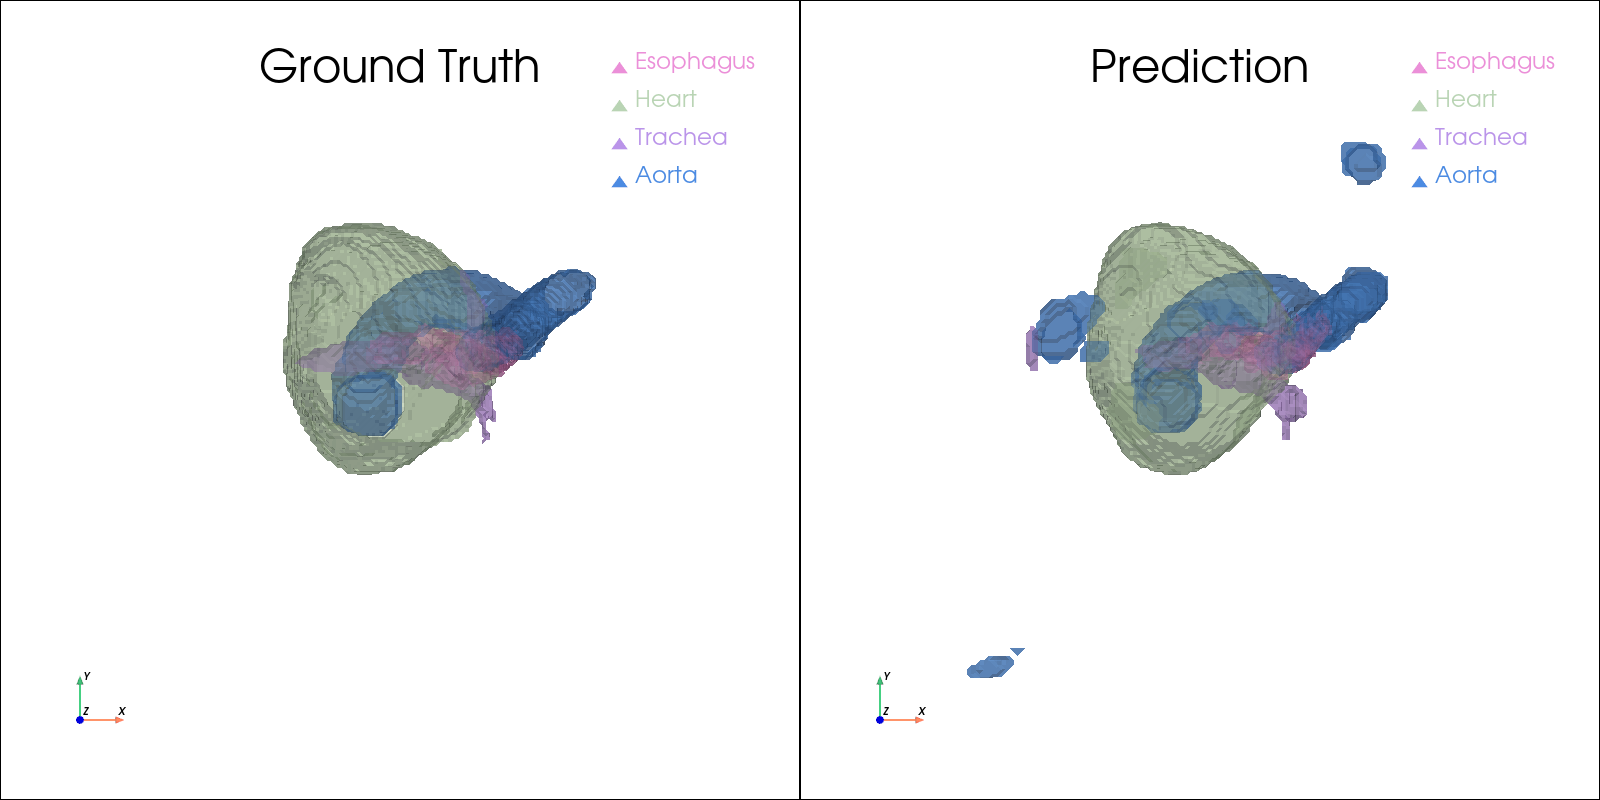 Ground Truth
Esophagus
Heart
Trachea
Aorta
Y
Z
X
Prediction
Esophagus
Heart
Trachea
Aorta
Y
Z
X